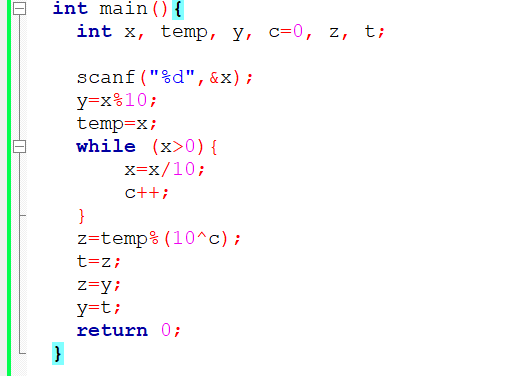 int main(){
int x, temp, y, c=0, z, t;
scanf("%d",&x);
y=x%10;
temp=x;
while (x>0){
x=x/10;
c++;
}
z=temp%(10^c);
t=z;
z=y;
y=t;
return 0;
}